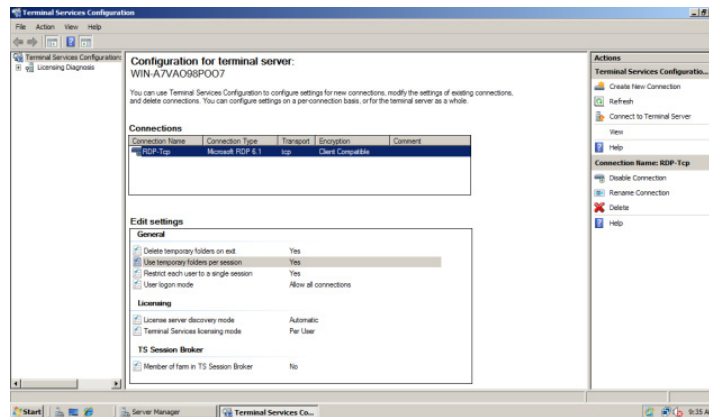 Terminal Services Configuration
File Action View Help
Terminal Services Configuration:
Licensing Diagnosis
Configuration for terminal server:
WIN-A7VAO98POO7
You can use Terminal Services Configuration to configure settings for new connections, modify the settings of existing connections,
and delete connections. You can configure settings on a per-connection basis, or for the terminal server as a whole.
Connections
Connection Name Connection Type Transport Encryption Comment
RDP-Tcp Microsoft RDP 6.1 tcp Client Compatible
Edit settings
General
Delete temporary folders on exit Yes
Use temporary folders per session Yes
Restrict each user to a single session Yes
User logon mode Allow all connections
Licensing
License server discovery mode Automatic
Terminal Services licensing mode Per User
TS Session Broker
Member of farm in TS Session Broker No
Actions
Terminal Services Configuratio...
Create New Connection
Refresh
Connect to Terminal Server
View
Help
Connection Name: RDP-Tcp
Disable Connection
Rename Connection
Delete
Help
Start Server Manager Terminal Services Co... 9:35 A